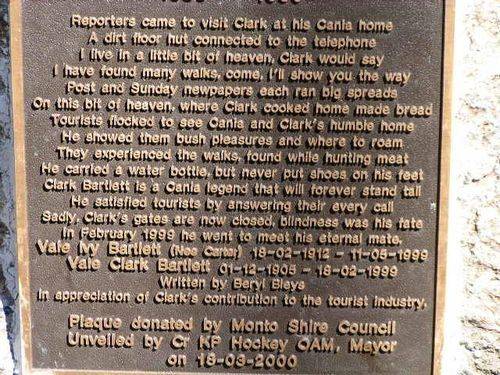 Reporters came to visit Clark at his Cania home
A dirt floor hut connected to the telephone
I live in a little bit of heaven, Clark would say
I have found many walks, come, I'll show you the way
Post and Sunday newpapers each ran big spreads
On this bit of heaven, where Clark cooked home made bread
Tourists flocked to see Cania and Clark's humble home
He showed them bush pleasures and where to roam
They experienced the walks, found while hunting meat
He carried a water bottle, but never put shoes on his feet
Clark Bartlett is a Cania legend that will forever stand tall
He satisfied tourists by answering their every call
Sadly, Clark's gates are now closed, blindness was his fate
In February 1999 he went to meet his eternal mate.
Vale Ivy Bartlett (Nee Carter) 18-02-1912 - 11-05-1999
Vale Clark Bartlett 01-12-1905 - 18-02-1999
Written by Beryl Bleys
In appreciation of Clark's contribution to the tourist industry.
Plaque donated by Monto Shire Council
Unveiled by Cr KF Hockey OAM, Mayor
on 18-03-2000